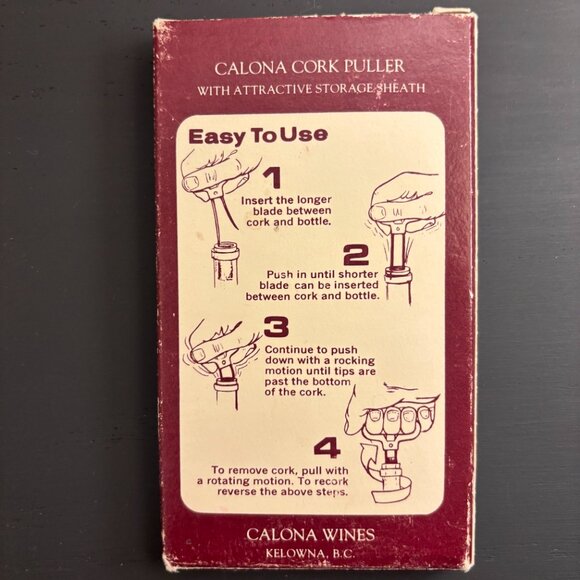 CALONA CORK PULLER
WITH ATTRACTIVE STORAGE SHEATH
Easy To Use
1
Insert the longer
blade between
cork and bottle.
2
Push in until shorter
blade can be inserted
between cork and bottle.
3
Continue to push
down with a rocking
motion until tips are
past the bottom
of the cork.
4
To remove cork, pull with
a rotating motion. To recork
reverse the above steps.
CALONA WINES
KELOWNA, B.C.